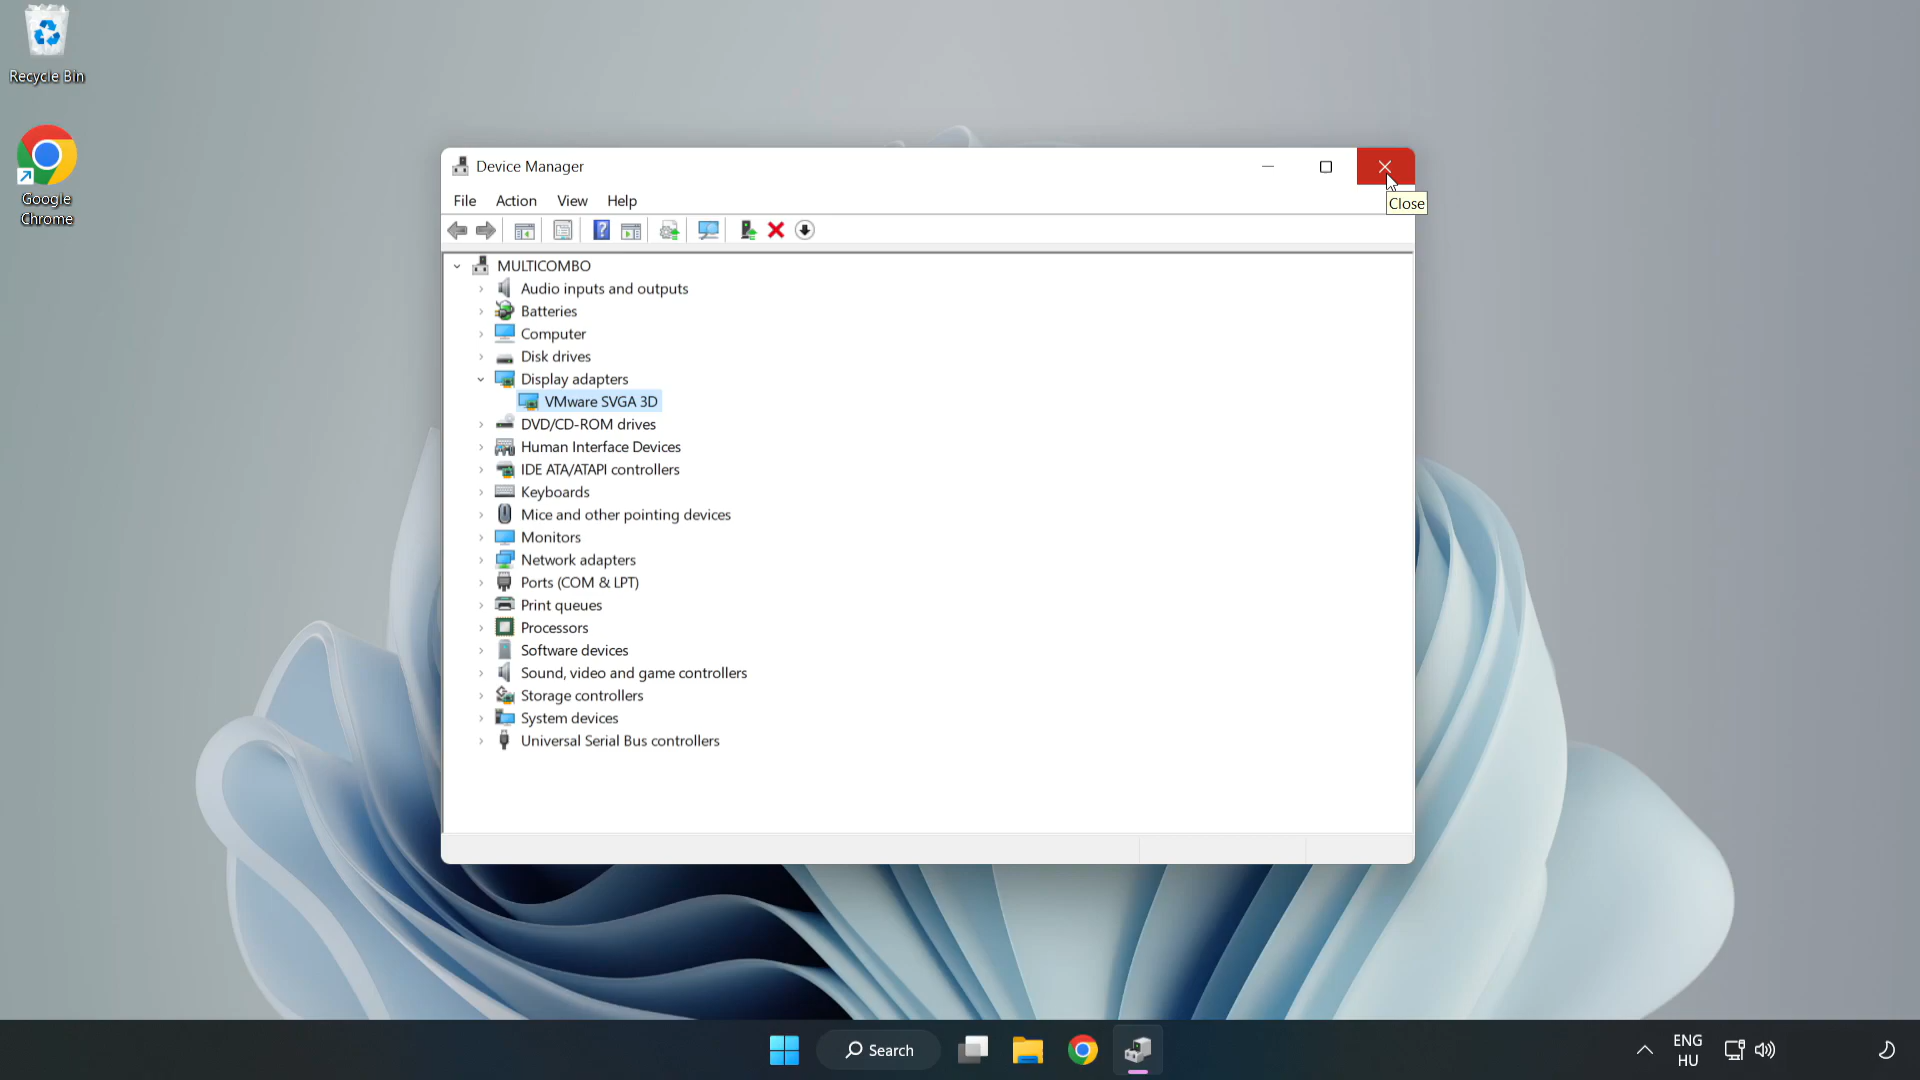 Recycle Bin
Google
Chrome
Device Manager
File Action View Help
Close
MULTICOMBO
Audio inputs and outputs
Batteries
Computer
Disk drives
Display adapters
VMware SVGA 3D
DVD/CD-ROM drives
Human Interface Devices
IDE ATA/ATAPI controllers
Keyboards
Mice and other pointing devices
Monitors
Network adapters
Ports (COM & LPT)
Print queues
Processors
Software devices
Sound, video and game controllers
Storage controllers
System devices
Universal Serial Bus controllers
Search
ENG
HU